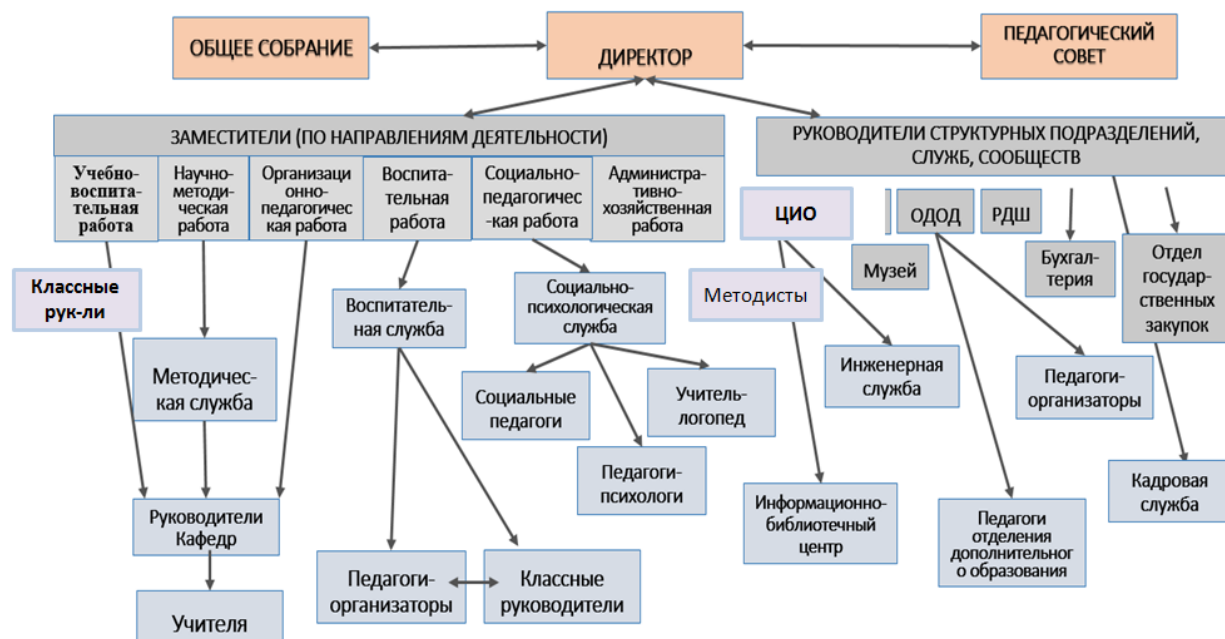 ОБЩЕЕ СОБРАНИЕ
ДИРЕКТОР
ПЕДАГОГИЧЕСКИЙ
СОВЕТ
ЗАМЕСТИТЕЛИ (ПО НАПРАВЛЕНИЯМ ДЕЯТЕЛЬНОСТИ)
Учебно-
воспита-
тельная
работа
Научно-
методи-
ческая
работа
Организаци
онно-
педагогичес
кая работа
Воспита-
тельная
работа
Социально-
педагогичес
-кая работа
Административ-
тивно-
хозяйственная
работа
РУКОВОДИТЕЛИ СТРУКТУРНЫХ ПОДРАЗДЕЛЕНИЙ,
СЛУЖБ, СООБЩЕСТВ
ЦИО
ОДОД
РДШ
Музей
Бухгал-
терия
Отдел
государ-
ственных
закупок
Классные
рук-ли
Методисты
Воспитатель-
ная служба
Социально-
психологическая
служба
Методичес-
кая служба
Социальные
педагоги
Учитель-
логопед
Педагоги-
психологи
Инженерная
служба
Педагоги-
организаторы
Информационно-
библиотечный
центр
Педагоги
отделения
дополнительног
о образования
Кадровая
служба
Руководители
Кафедр
Учителя
Педагоги-
организаторы
Классные
руководители